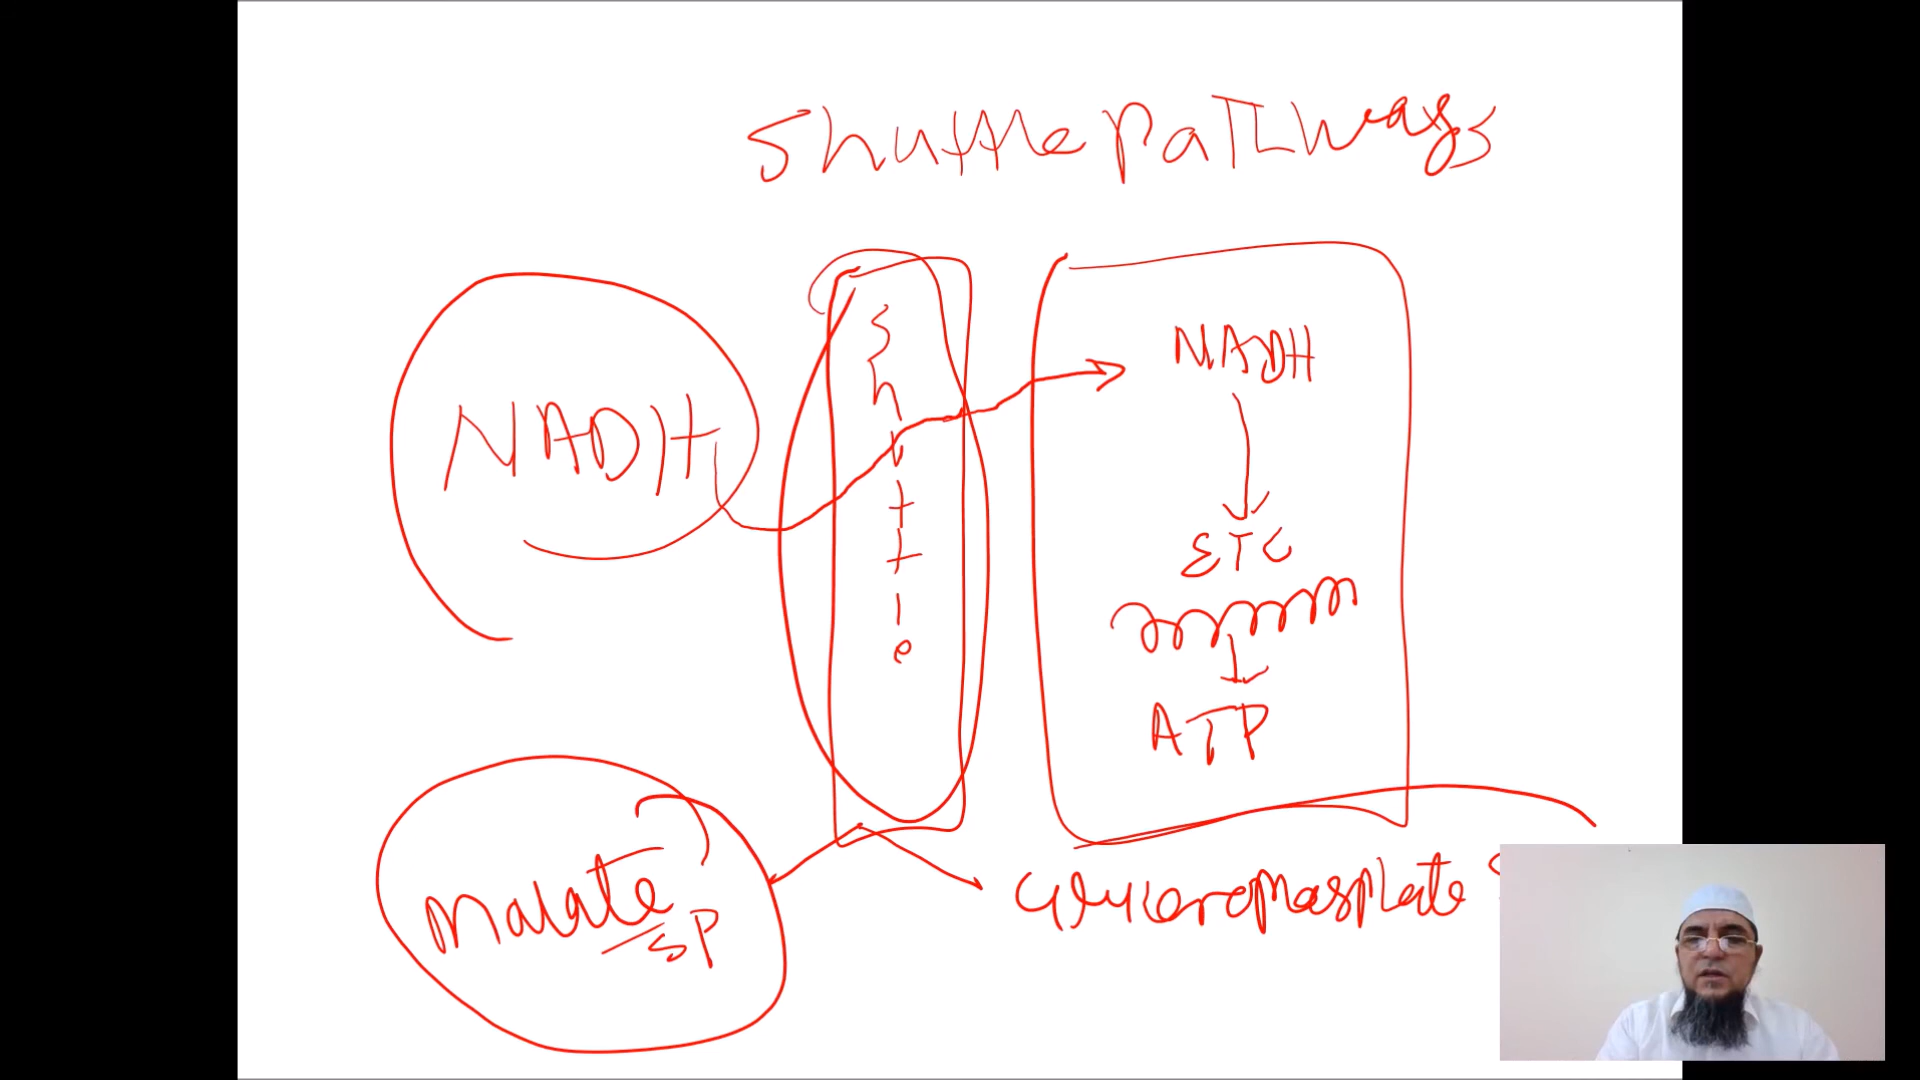 Shuttle Pathways
NADH
Shuttle
NADH
ETC
ATP
Malate
SP
Glycerophosphate